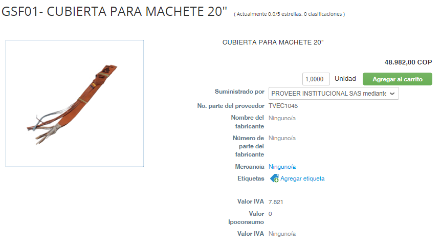 GSF01- CUBIERTA PARA MACHETE 20" ( Actualmente 0.0/5 estrellas. 0 clasificaciones )
CUBIERTA PARA MACHETE 20"
48.982,00 COP
1,0000 Unidad Agregar al carrito
Suministrado por PROVEER INSTITUCIONAL SAS mediante
No. parte del proveedor TVEC1046
Nombre del fabricante Ninguno/a
Número de parte del fabricante Ninguno/a
Mercancía Ninguno/a
Etiquetas Agregar etiqueta
Valor IVA 7.821
Valor Ipoconsumo 0
Valor IVA Ninguno/a